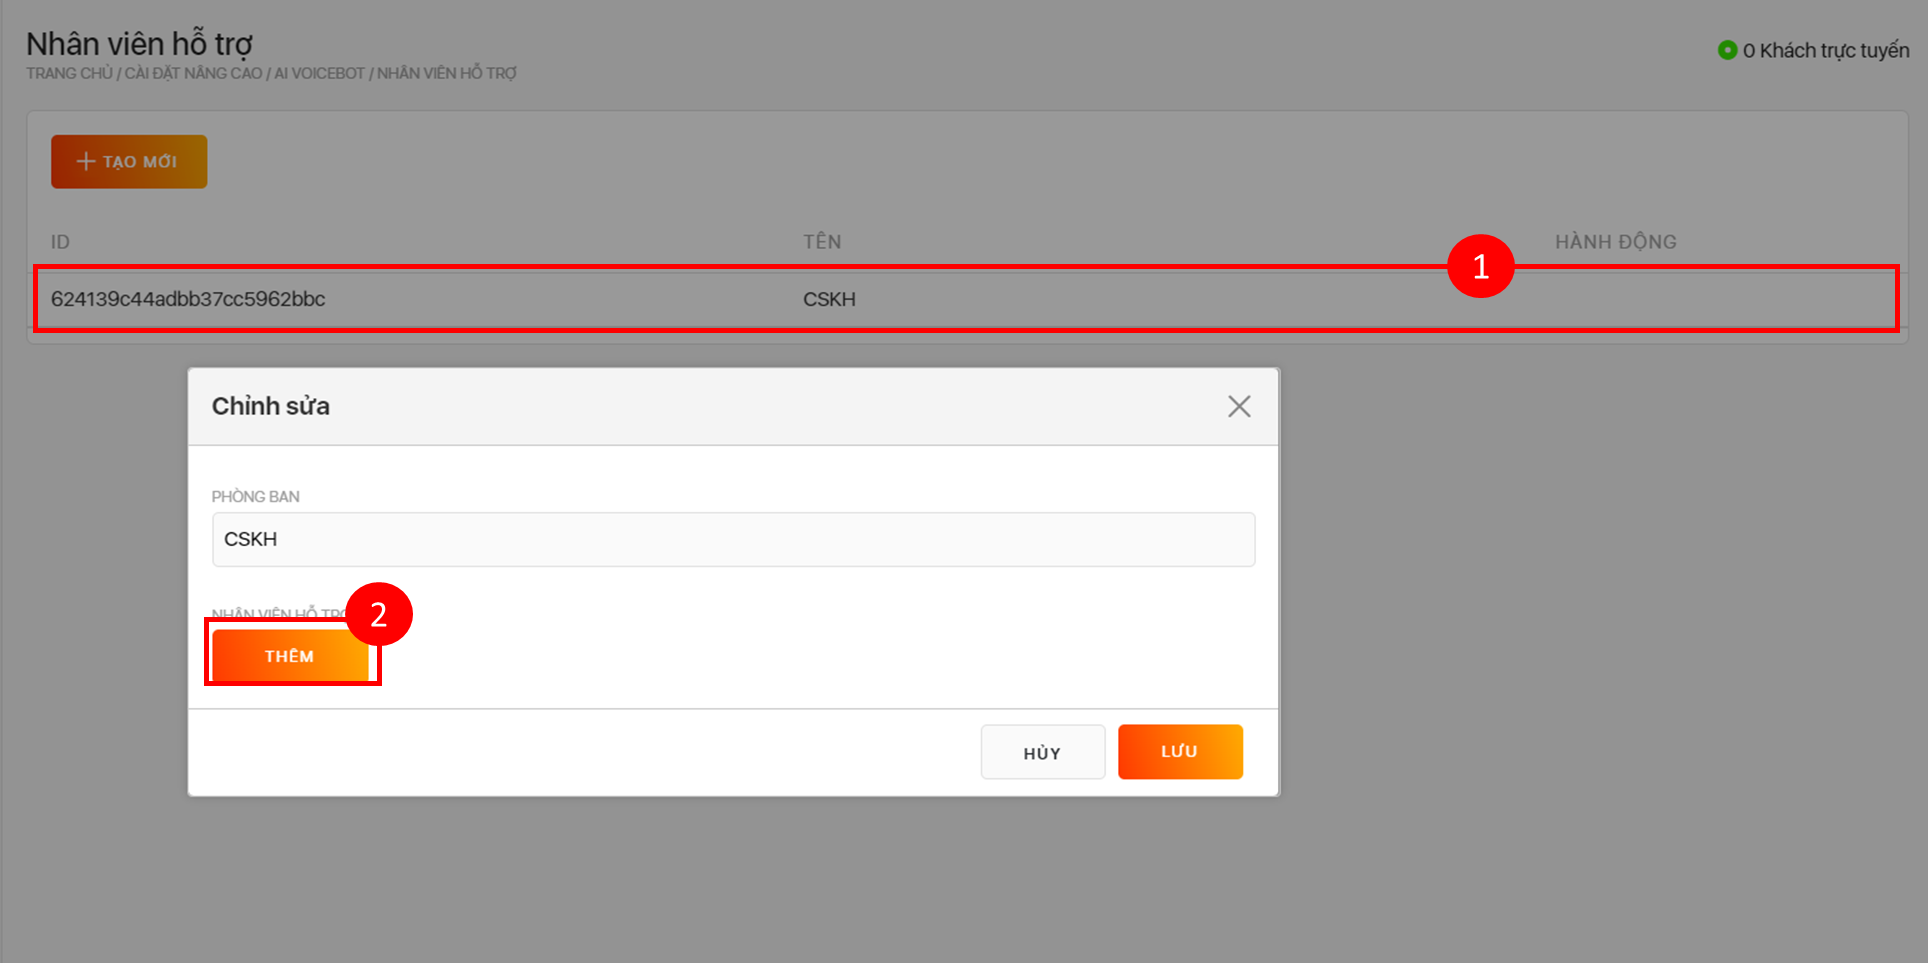 Nhân viên hỗ trợ
TRANG CHỦ / CÀI ĐẶT NÂNG CAO / AI VOICEBOT / NHÂN VIÊN HỖ TRỢ
0 Khách trực tuyến
TẠO MỚI
ID TÊN HÀNH ĐỘNG
1
624139c44adbb37cc5962bbc CSKH
Chỉnh sửa
PHÒNG BAN
CSKH
NHÂN VIÊN HỖ TRỢ
2
THÊM
HỦY LƯU